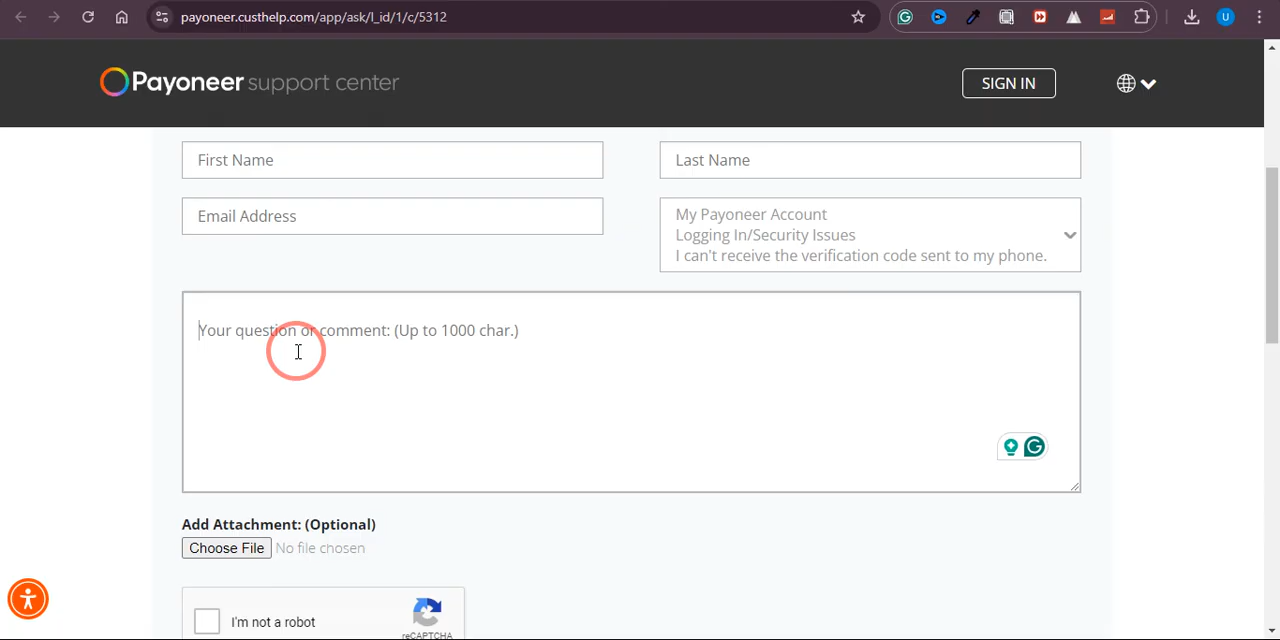 payoneer.custhelp.com/app/ask/l_id/1/c/5312
U
Payoneer support center
SIGN IN
First Name
Last Name
Email Address
My Payoneer Account
Logging In/Security Issues
I can't receive the verification code sent to my phone.
Your question or comment: (Up to 1000 char.)
Add Attachment: (Optional)
Choose File No file chosen
I'm not a robot
reCAPTCHA